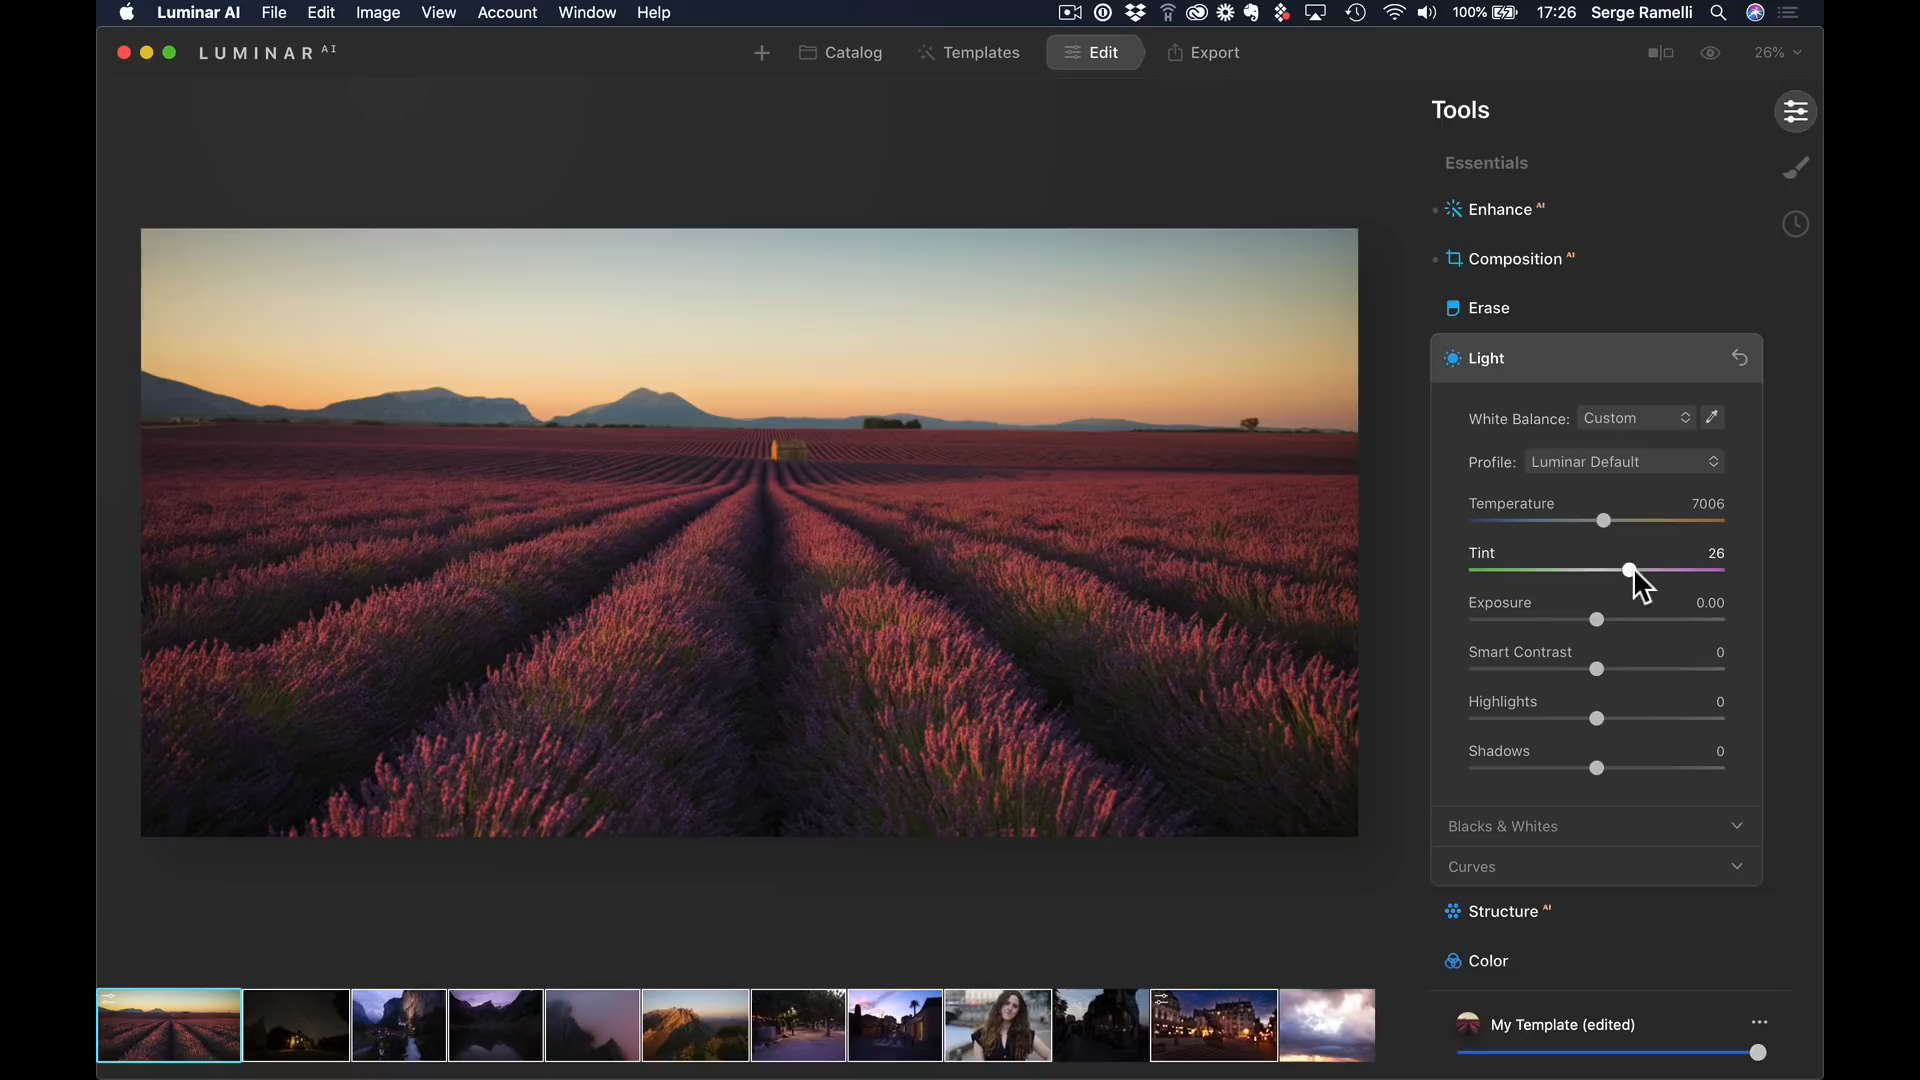 Luminar AI File Edit Image View Account Window Help 100% 17:26 Serge Ramelli
LUMINAR AI
Catalog Templates Edit Export 26%
Tools
Essentials
Enhance AI
Composition AI
Erase
Light
White Balance: Custom
Profile: Luminar Default
Temperature 7006
Tint 26
Exposure 0.00
Smart Contrast 0
Highlights 0
Shadows 0
Blacks & Whites
Curves
Structure AI
Color
My Template (edited)